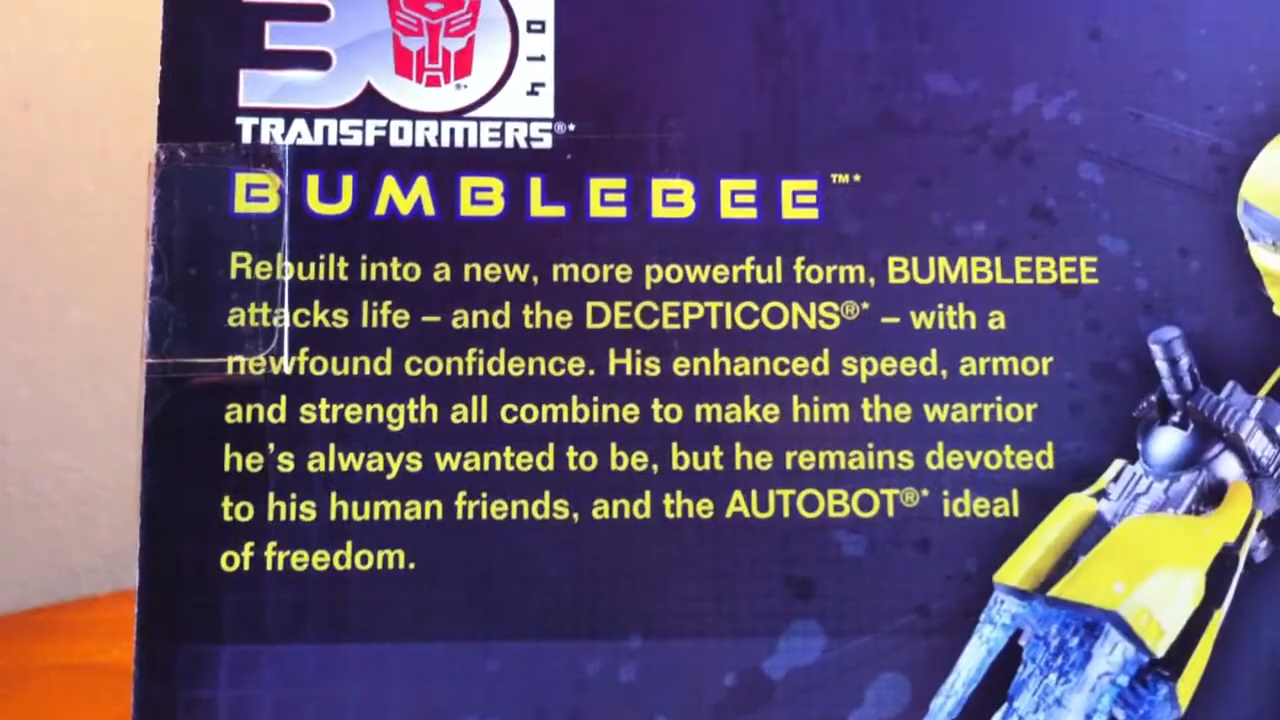 30
014
TRANSFORMERS®*
BUMBLEBEE™*
Rebuilt into a new, more powerful form, BUMBLEBEE
attacks life – and the DECEPTICONS®* – with a
newfound confidence. His enhanced speed, armor
and strength all combine to make him the warrior
he's always wanted to be, but he remains devoted
to his human friends, and the AUTOBOT®* ideal
of freedom.